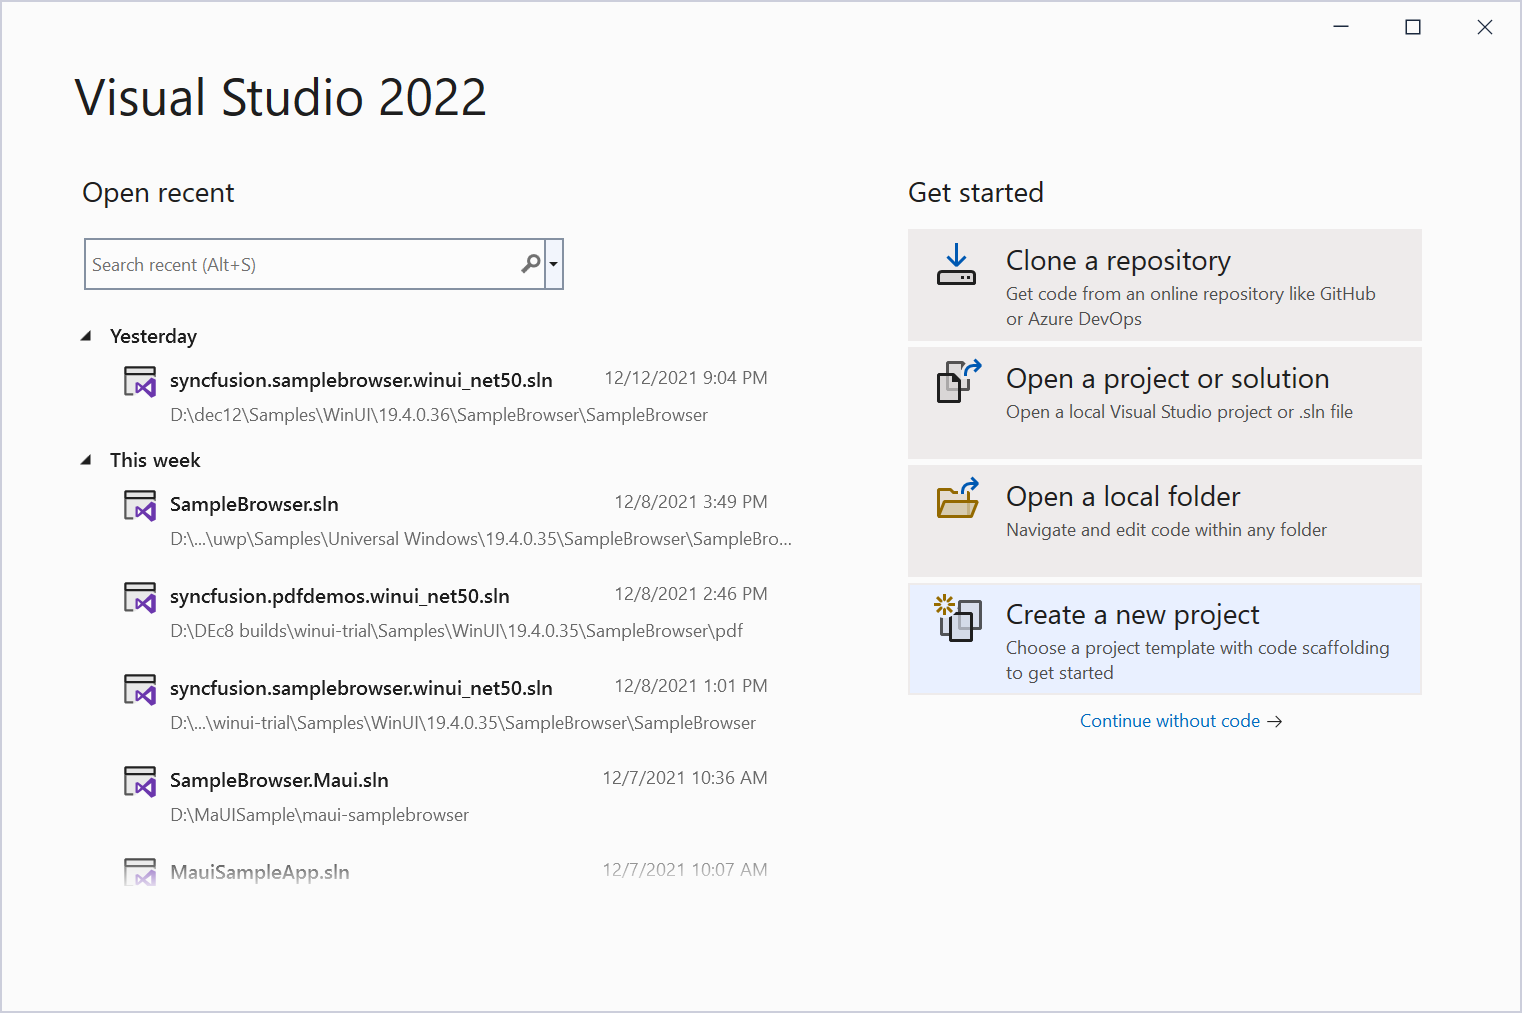 Visual Studio 2022
Open recent
Search recent (Alt+S)
Yesterday
syncfusion.samplebrowser.winui_net50.sln 12/12/2021 9:04 PM
D:\dec12\Samples\WinUI\19.4.0.36\SampleBrowser\SampleBrowser
This week
SampleBrowser.sln 12/8/2021 3:49 PM
D:\...\uwp\Samples\Universal Windows\19.4.0.35\SampleBrowser\SampleBro...
syncfusion.pdfdemos.winui_net50.sln 12/8/2021 2:46 PM
D:\DEc8 builds\winui-trial\Samples\WinUI\19.4.0.35\SampleBrowser\pdf
syncfusion.samplebrowser.winui_net50.sln 12/8/2021 1:01 PM
D:\...\winui-trial\Samples\WinUI\19.4.0.35\SampleBrowser\SampleBrowser
SampleBrowser.Maui.sln 12/7/2021 10:36 AM
D:\MaUISample\maui-samplebrowser
MauiSampleApp.sln 12/7/2021 10:07 AM
Get started
Clone a repository
Get code from an online repository like GitHub
or Azure DevOps
Open a project or solution
Open a local Visual Studio project or .sln file
Open a local folder
Navigate and edit code within any folder
Create a new project
Choose a project template with code scaffolding
to get started
Continue without code →